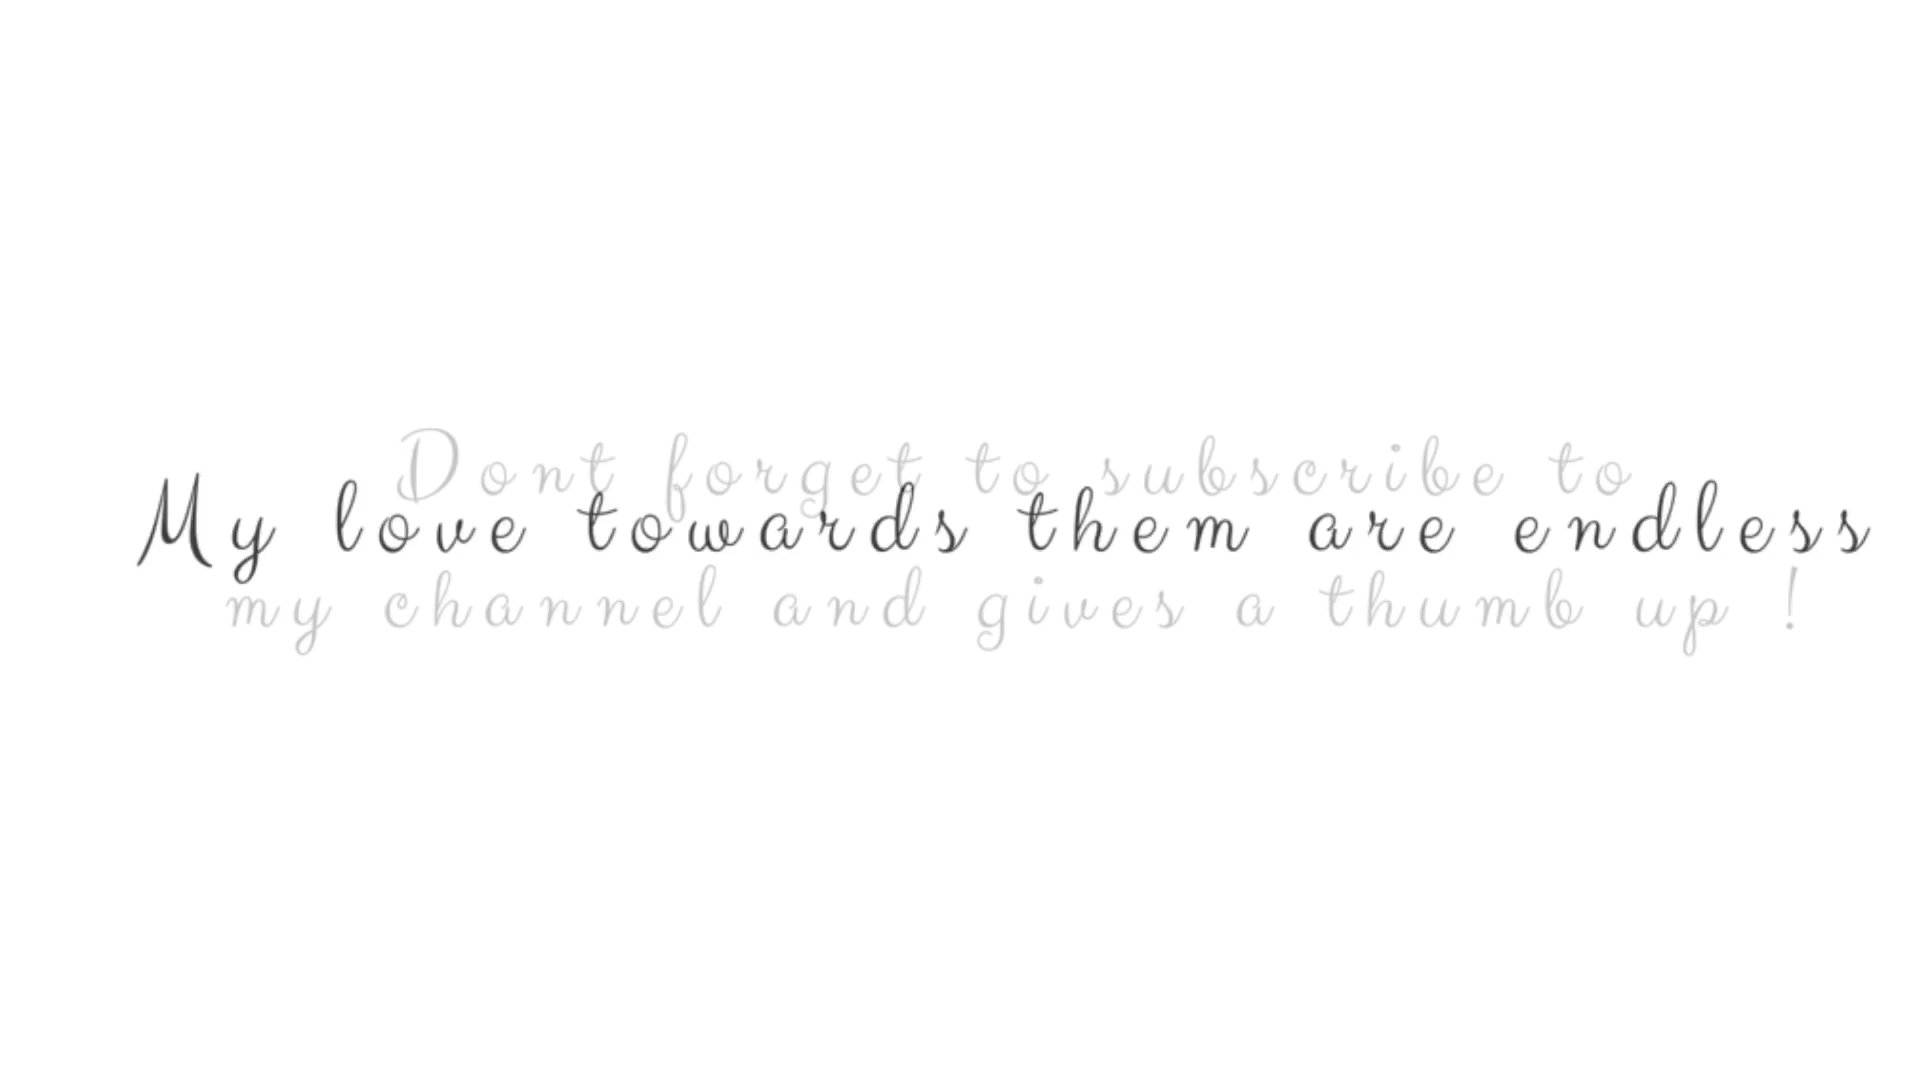 Dont forget to subscribe to
My love towards them are endless
my channel and gives a thumb up !